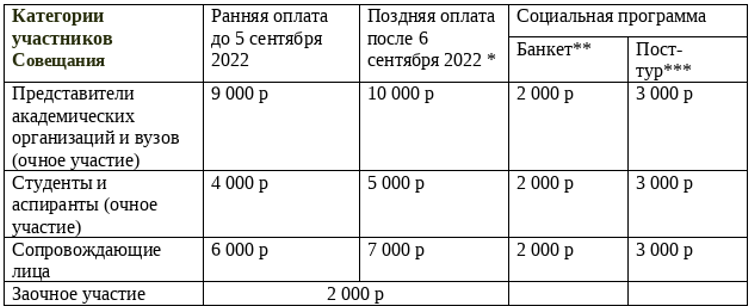 Категории участников Совещания
Ранняя оплата до 5 сентября 2022
Поздняя оплата после 6 сентября 2022 *
Социальная программа
Банкет**
Пост-тур***
Представители академических организаций и вузов (очное участие)
9 000 р
10 000 р
2 000 р
3 000 р
Студенты и аспиранты (очное участие)
4 000 р
5 000 р
2 000 р
3 000 р
Сопровождающие лица
6 000 р
7 000 р
2 000 р
3 000 р
Заочное участие
2 000 р